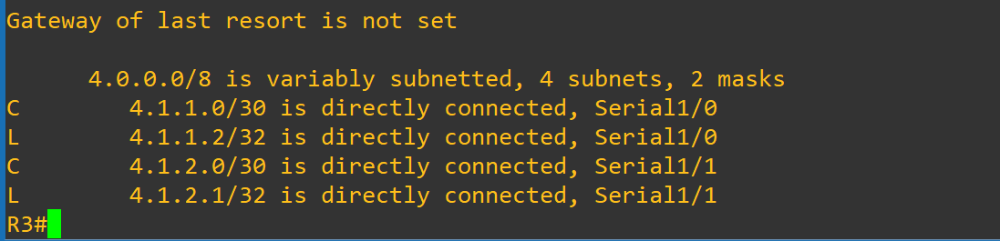 Gateway of last resort is not set
4.0.0.0/8 is variably subnetted, 4 subnets, 2 masks
C 4.1.1.0/30 is directly connected, Serial1/0
L 4.1.1.2/32 is directly connected, Serial1/0
C 4.1.2.0/30 is directly connected, Serial1/1
L 4.1.2.1/32 is directly connected, Serial1/1
R3#